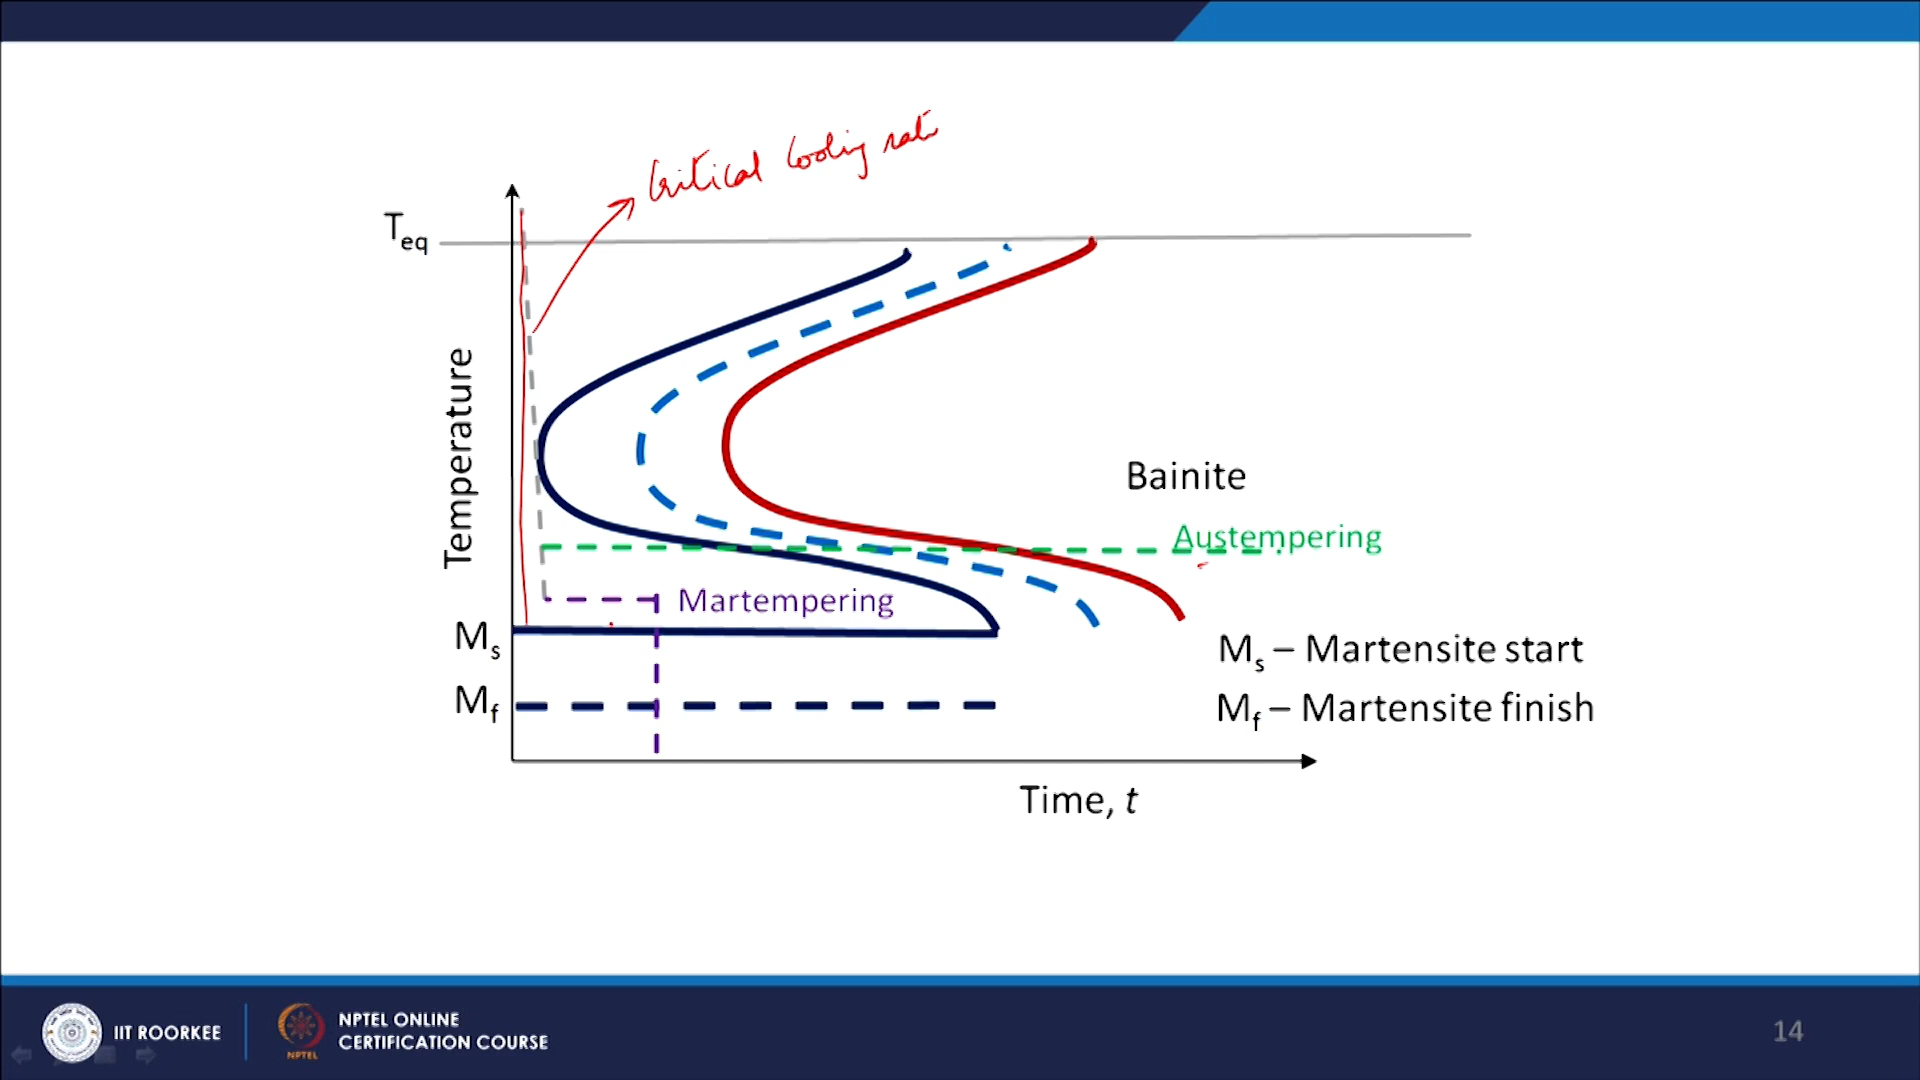 Critical Cooling rate
Teq
Temperature
Bainite
Austempering
Martempering
Ms
Ms – Martensite start
Mf
Mf – Martensite finish
Time, t
IIT ROORKEE
NPTEL
NPTEL ONLINE
CERTIFICATION COURSE
14